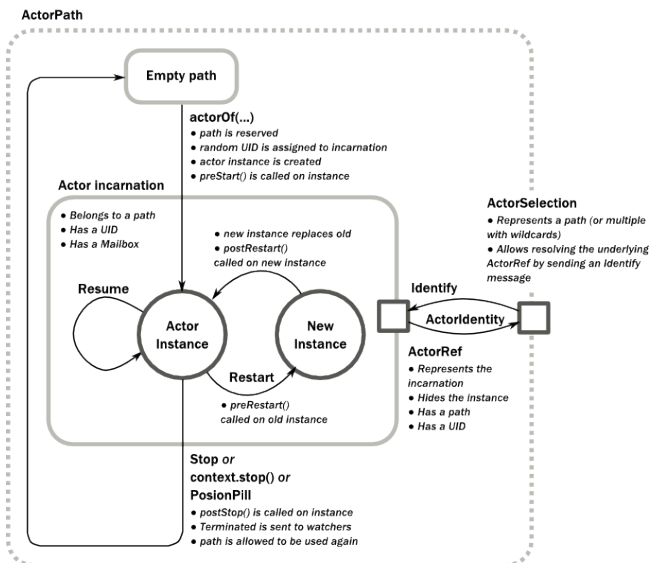 ActorPath
Empty path
actorOf(...)
● path is reserved
● random UID is assigned to incarnation
● actor instance is created
● preStart() is called on instance
Actor incarnation
● Belongs to a path
● Has a UID
● Has a Mailbox
● new instance replaces old
● postRestart()
called on new instance
ActorSelection
● Represents a path (or multiple
with wildcards)
● Allows resolving the underlying
ActorRef by sending an Identify
message
Resume
Actor
Instance
New
Instance
Identify
ActorIdentity
Restart
● preRestart()
called on old instance
ActorRef
● Represents the
incarnation
● Hides the instance
● Has a path
● Has a UID
Stop or
context.stop() or
PosionPill
● postStop() is called on instance
● Terminated is sent to watchers
● path is allowed to be used again